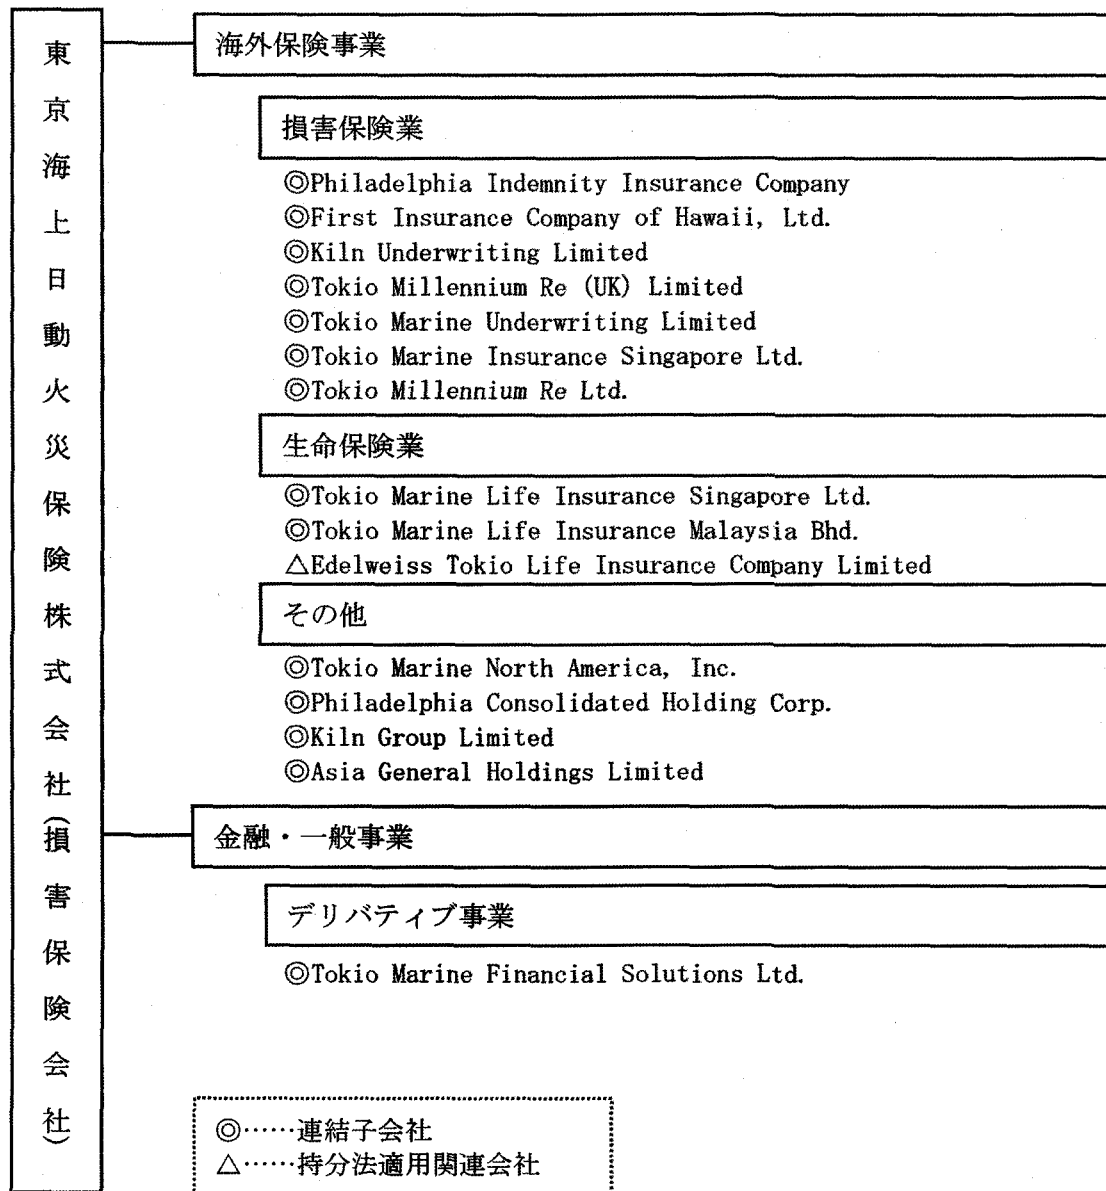 東京海上日動火災保険株式会社(損害保険会社)
海外保険事業
損害保険業
◎Philadelphia Indemnity Insurance Company
◎First Insurance Company of Hawaii, Ltd.
◎Kiln Underwriting Limited
◎Tokio Millennium Re (UK) Limited
◎Tokio Marine Underwriting Limited
◎Tokio Marine Insurance Singapore Ltd.
◎Tokio Millennium Re Ltd.
生命保険業
◎Tokio Marine Life Insurance Singapore Ltd.
◎Tokio Marine Life Insurance Malaysia Bhd.
△Edelweiss Tokio Life Insurance Company Limited
その他
◎Tokio Marine North America, Inc.
◎Philadelphia Consolidated Holding Corp.
◎Kiln Group Limited
◎Asia General Holdings Limited
金融・一般事業
デリバティブ事業
◎Tokio Marine Financial Solutions Ltd.
◎……連結子会社
△……持分法適用関連会社